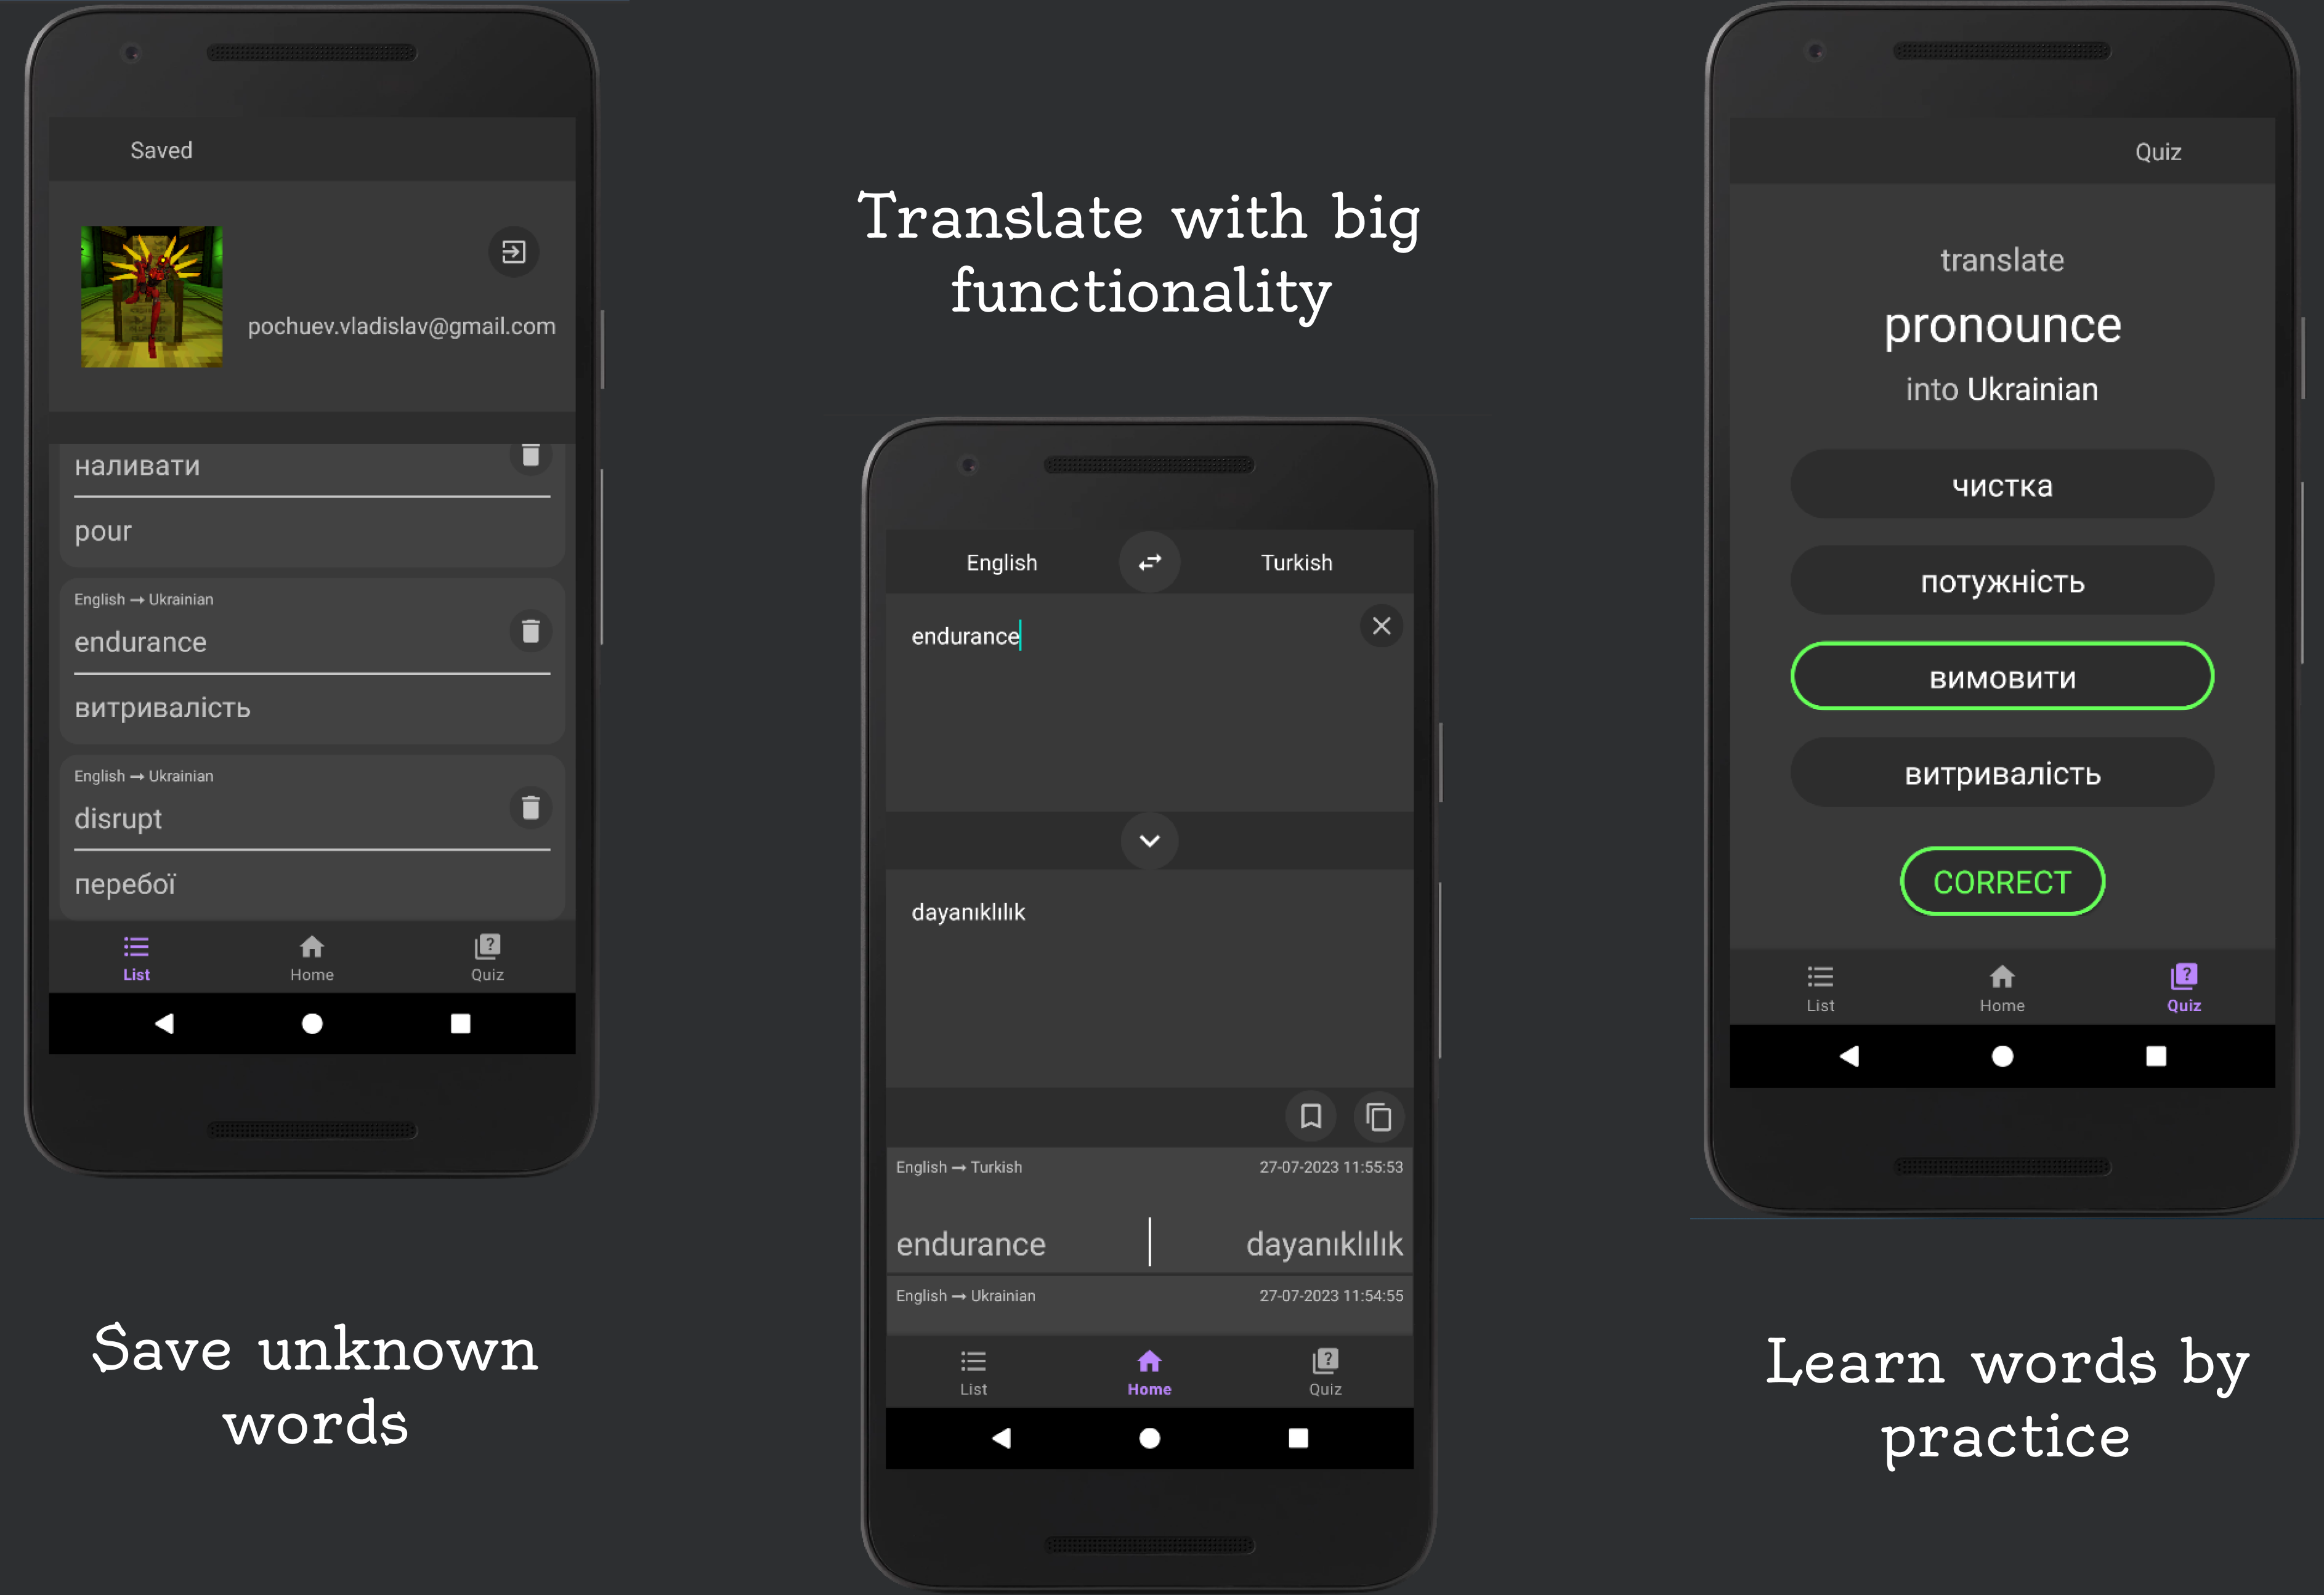 Saved
pochuev.vladislav@gmail.com
наливати
pour
English → Ukrainian
endurance
витривалість
English → Ukrainian
disrupt
перебої
List
Home
Quiz
Save unknown
words
Translate with big
functionality
English
Turkish
endurance
dayanıklılık
English → Turkish
27-07-2023 11:55:53
endurance
dayanıklılık
English → Ukrainian
27-07-2023 11:54:55
List
Home
Quiz
Quiz
translate
pronounce
into Ukrainian
чистка
потужність
вимовити
витривалість
CORRECT
List
Home
Quiz
Learn words by
practice